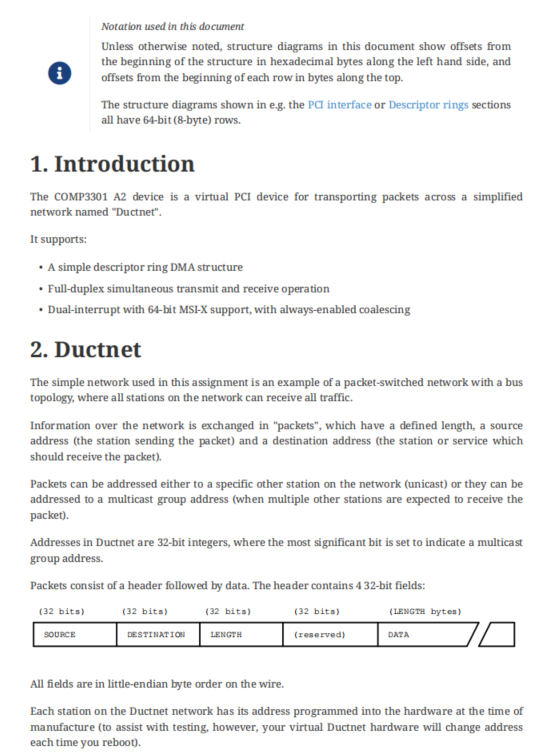 Notation used in this document
Unless otherwise noted, structure diagrams in this document show offsets from
the beginning of the structure in hexadecimal bytes along the left hand side, and
offsets from the beginning of each row in bytes along the top.
The structure diagrams shown in e.g. the PCI interface or Descriptor rings sections
all have 64-bit (8-byte) rows.
1. Introduction
The COMP3301 A2 device is a virtual PCI device for transporting packets across a simplified
network named "Ductnet".
It supports:
• A simple descriptor ring DMA structure
• Full-duplex simultaneous transmit and receive operation
• Dual-interrupt with 64-bit MSI-X support, with always-enabled coalescing
2. Ductnet
The simple network used in this assignment is an example of a packet-switched network with a bus
topology, where all stations on the network can receive all traffic.
Information over the network is exchanged in "packets", which have a defined length, a source
address (the station sending the packet) and a destination address (the station or service which
should receive the packet).
Packets can be addressed either to a specific other station on the network (unicast) or they can be
addressed to a multicast group address (when multiple other stations are expected to receive the
packet).
Addresses in Ductnet are 32-bit integers, where the most significant bit is set to indicate a multicast
group address.
Packets consist of a header followed by data. The header contains 4 32-bit fields:
(32 bits) (32 bits) (32 bits) (32 bits) (LENGTH bytes)
SOURCE DESTINATION LENGTH (reserved) DATA
All fields are in little-endian byte order on the wire.
Each station on the Ductnet network has its address programmed into the hardware at the time of
manufacture (to assist with testing, however, your virtual Ductnet hardware will change address
each time you reboot).